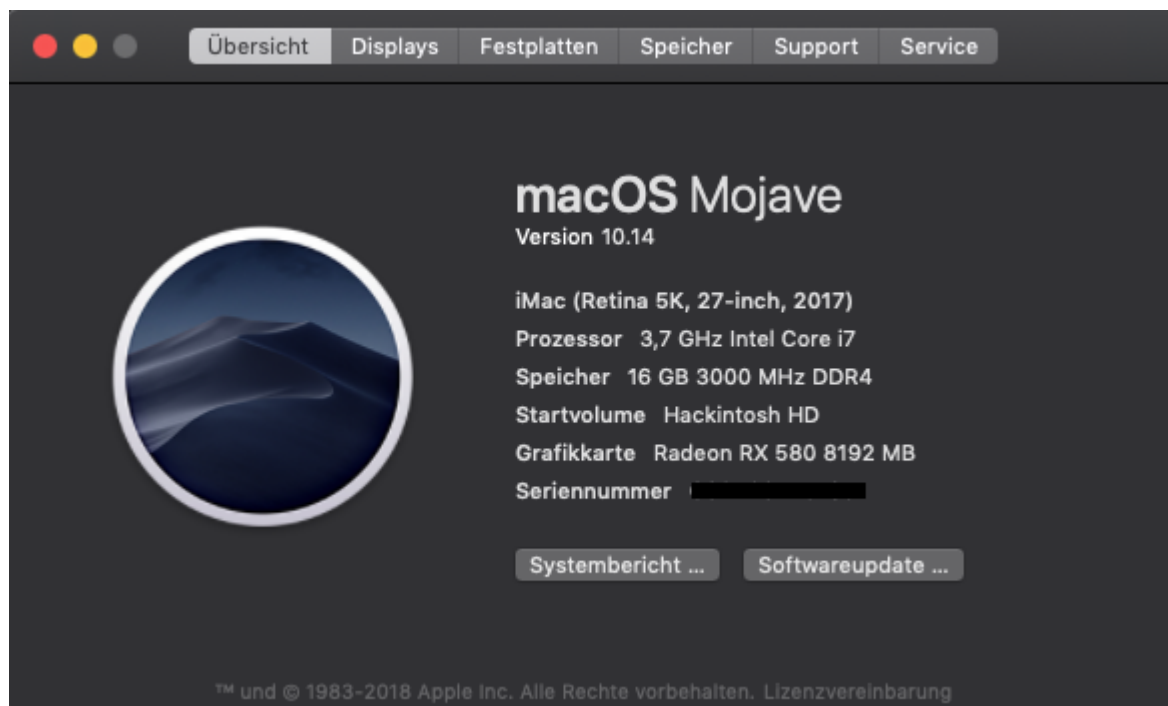 Übersicht Displays Festplatten Speicher Support Service
macOS Mojave
Version 10.14
iMac (Retina 5K, 27-inch, 2017)
Prozessor 3,7 GHz Intel Core i7
Speicher 16 GB 3000 MHz DDR4
Startvolume Hackintosh HD
Grafikkarte Radeon RX 580 8192 MB
Seriennummer
Systembericht ... Softwareupdate ...
™ und © 1983-2018 Apple Inc. Alle Rechte vorbehalten. Lizenzvereinbarung